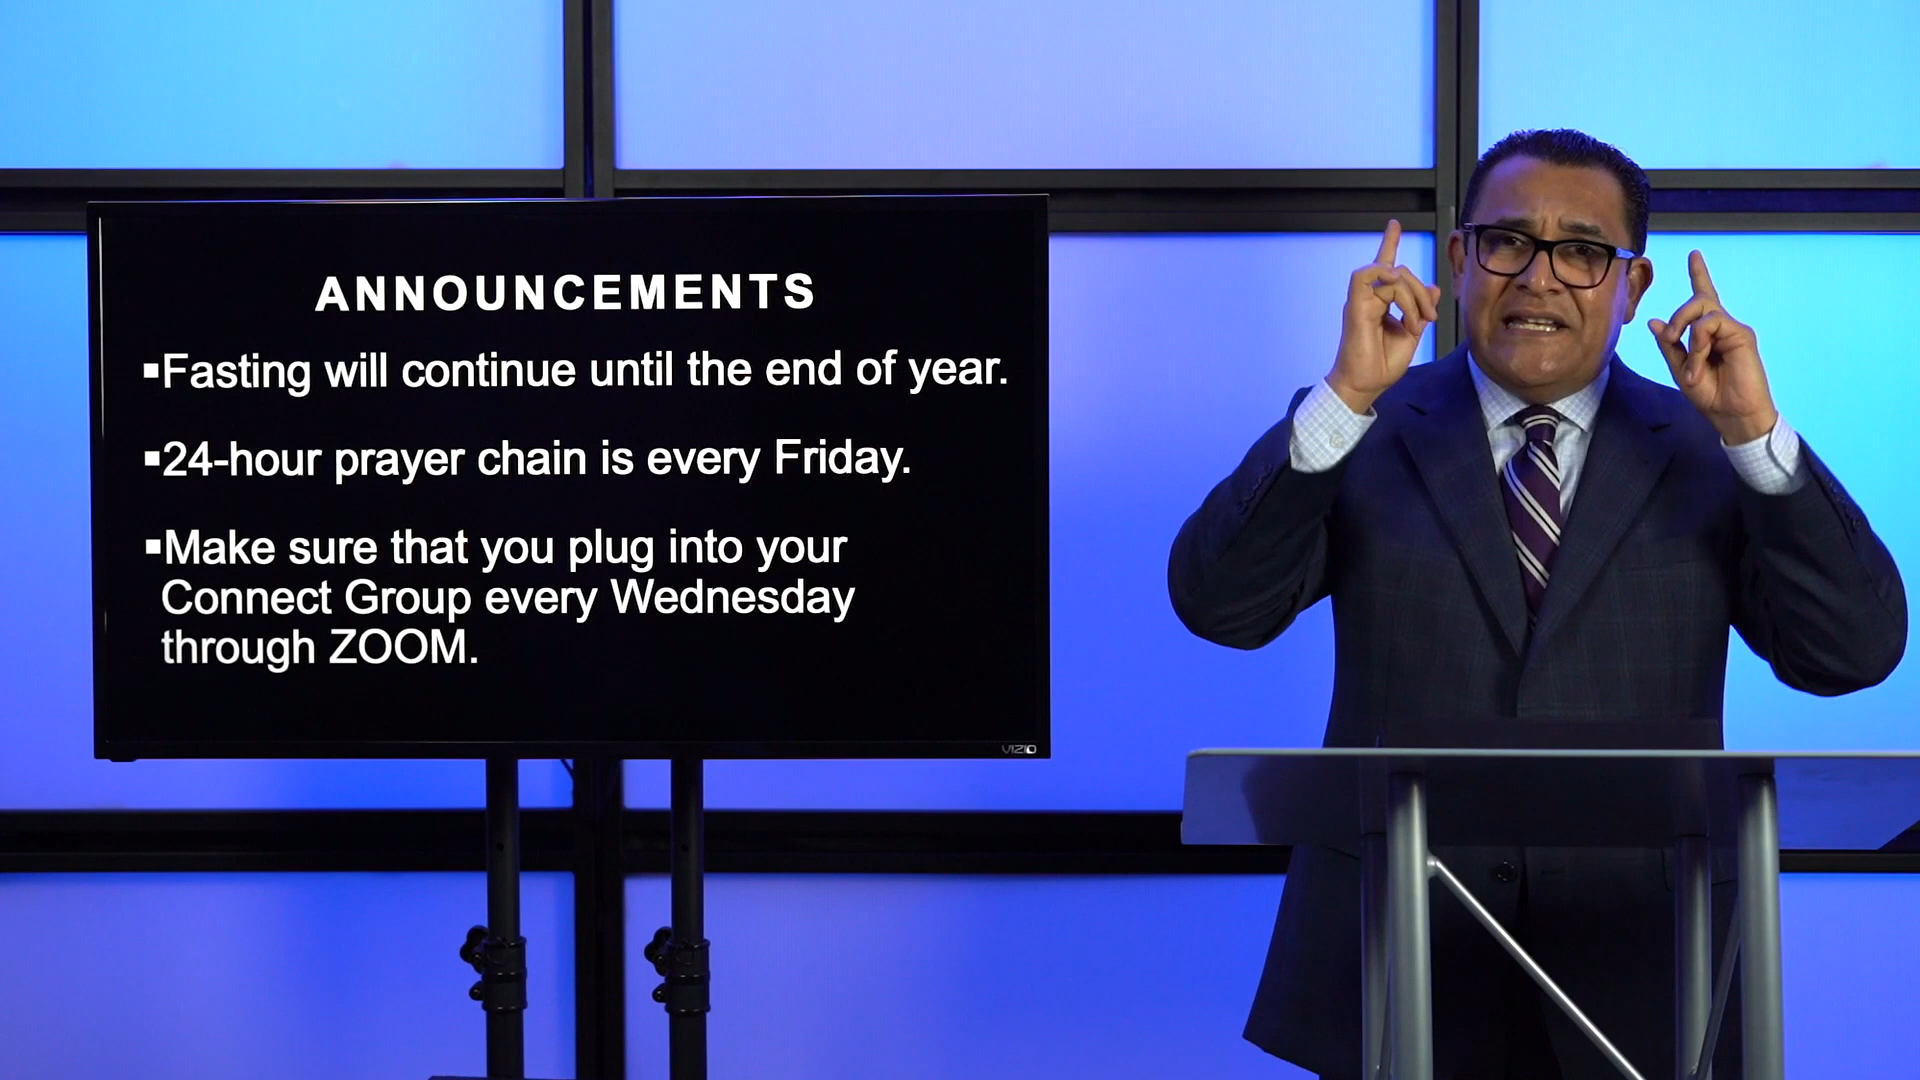 ANNOUNCEMENTS
▪Fasting will continue until the end of year.
▪24-hour prayer chain is every Friday.
▪Make sure that you plug into your
Connect Group every Wednesday
through ZOOM.
VIZIO